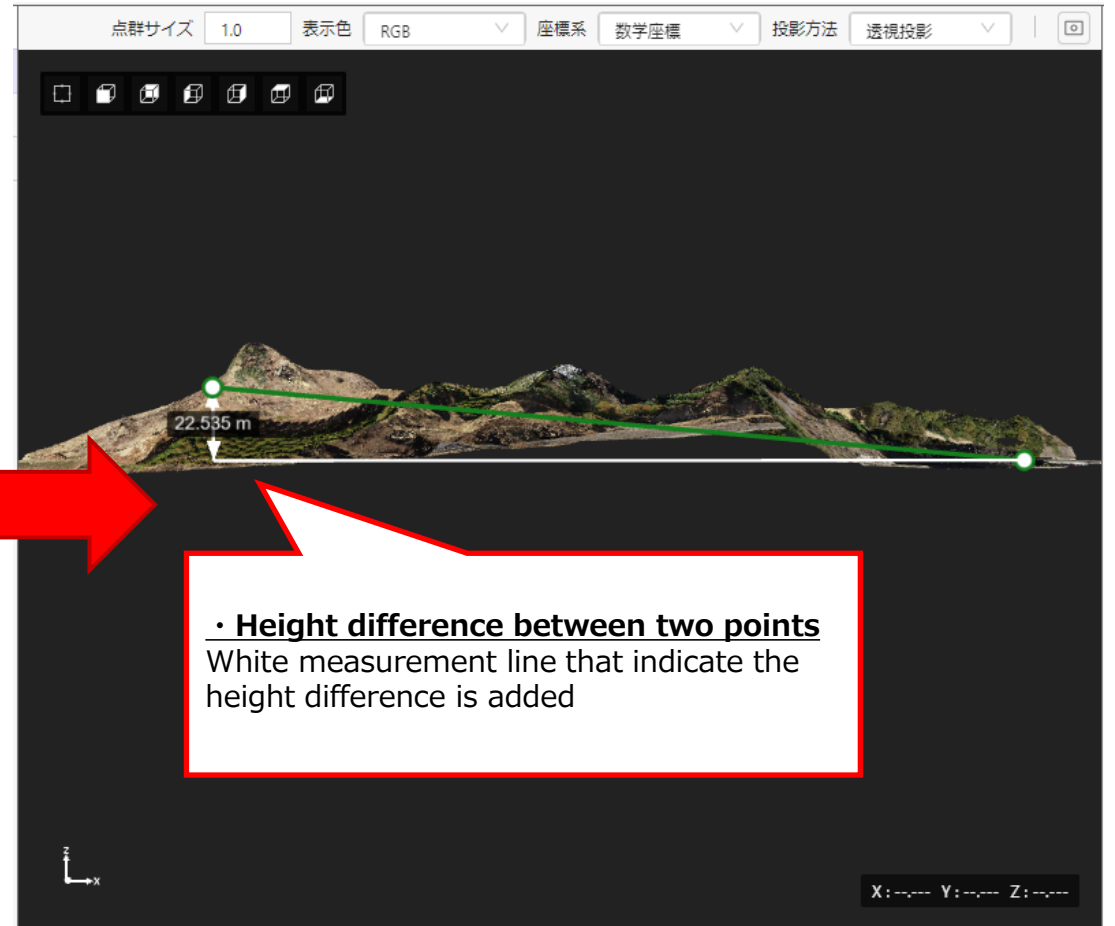 点群サイズ 1.0 表示色 RGB 座標系 数学座標 投影方法 透視投影
22.535 m
・Height difference between two points
White measurement line that indicate the
height difference is added
z
x
X:--.--- Y:--.--- Z:--.---